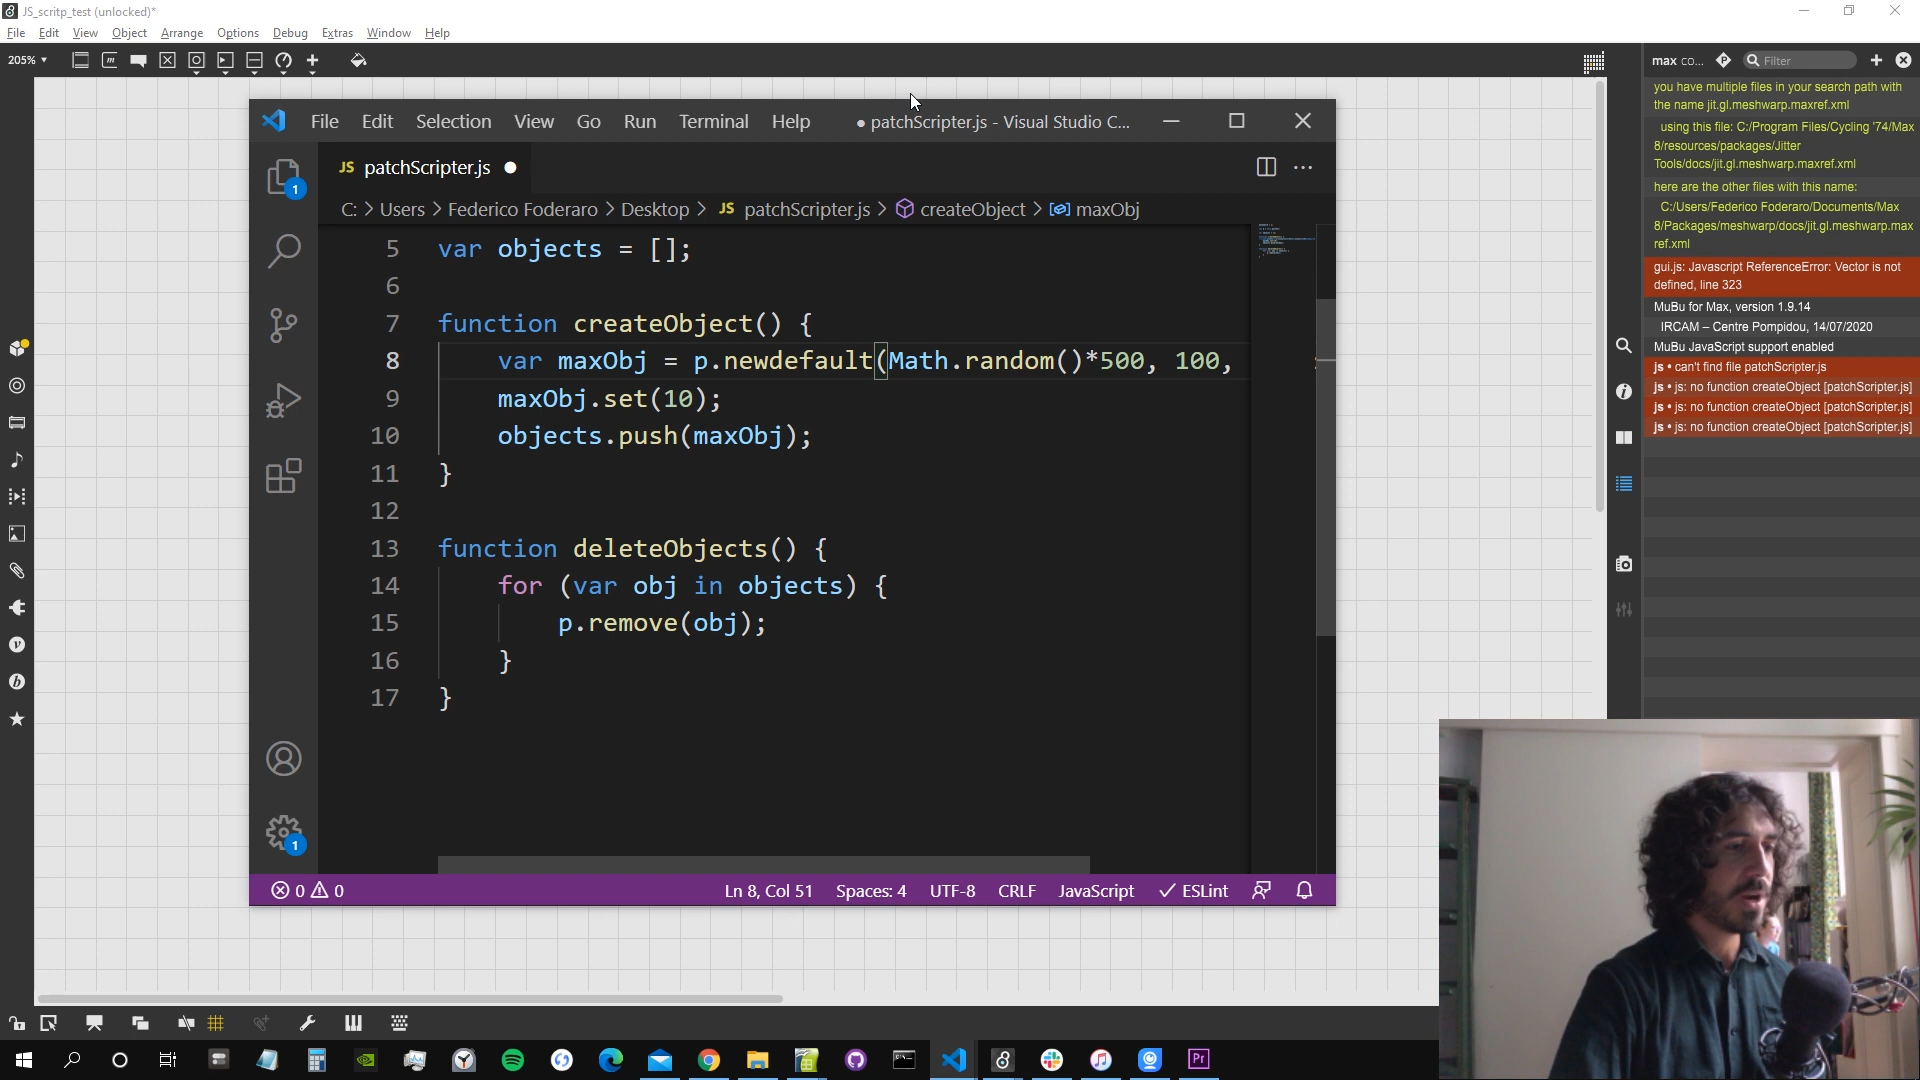 JS_scritp_test (unlocked)*
File Edit View Object Arrange Options Debug Extras Window Help
205%
max co... Filter
you have multiple files in your search path with
the name jit.gl.meshwarp.maxref.xml
using this file: C:/Program Files/Cycling '74/Max
8/resources/packages/Jitter
Tools/docs/jit.gl.meshwarp.maxref.xml
here are the other files with this name:
C:/Users/Federico Foderaro/Documents/Max
8/Packages/meshwarp/docs/jit.gl.meshwarp.max
ref.xml
gui.js: Javascript ReferenceError: Vector is not
defined, line 323
MuBu for Max, version 1.9.14
IRCAM – Centre Pompidou, 14/07/2020
MuBu JavaScript support enabled
js • can't find file patchScripter.js
js • js: no function createObject [patchScripter.js]
js • js: no function createObject [patchScripter.js]
js • js: no function createObject [patchScripter.js]
File Edit Selection View Go Run Terminal Help ● patchScripter.js - Visual Studio C...
JS patchScripter.js ●
C: > Users > Federico Foderaro > Desktop > JS patchScripter.js > createObject > maxObj
5 var objects = [];
6
7 function createObject() {
8 var maxObj = p.newdefault(Math.random()*500, 100,
9 maxObj.set(10);
10 objects.push(maxObj);
11 }
12
13 function deleteObjects() {
14 for (var obj in objects) {
15 p.remove(obj);
16 }
17 }
1
1
0 0 Ln 8, Col 51 Spaces: 4 UTF-8 CRLF JavaScript ESLint
Pr